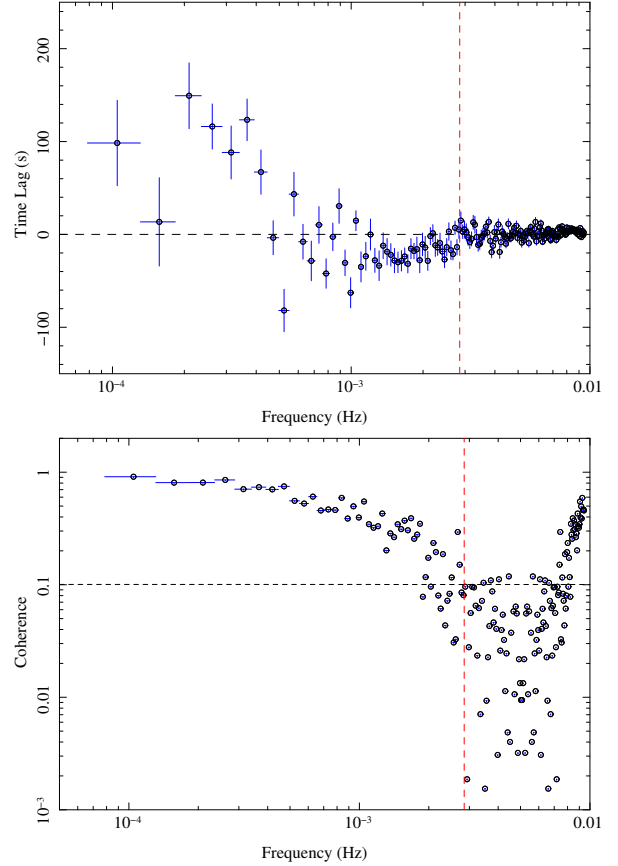 200
100
0
−100
Time Lag (s)
10⁻⁴ 10⁻³ 0.01
Frequency (Hz)
1
0.1
0.01
10⁻³
Coherence
10⁻⁴ 10⁻³ 0.01
Frequency (Hz)